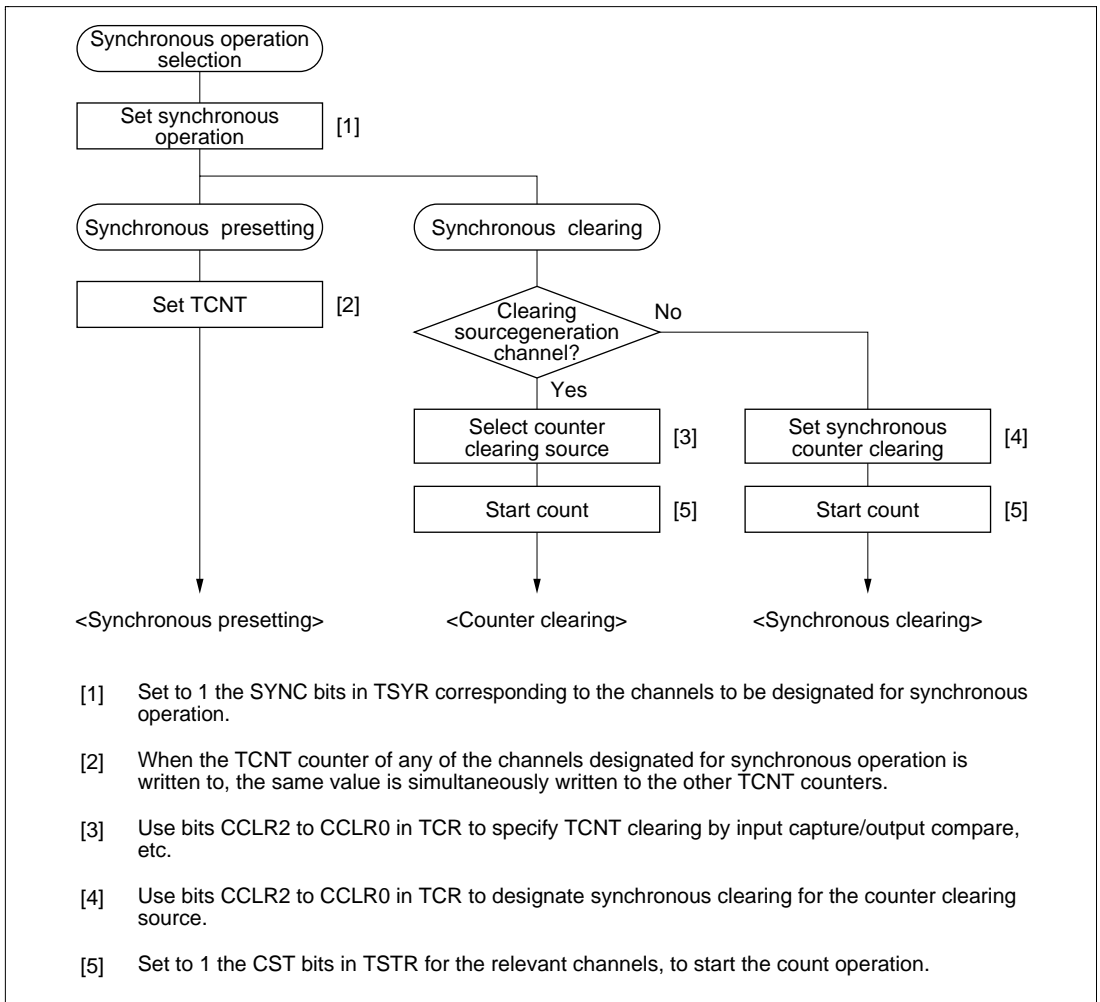 Synchronous operation
selection
Set synchronous
operation
[1]
Synchronous presetting
Synchronous clearing
Set TCNT
[2]
Clearing
sourcegeneration
channel?
No
Yes
Select counter
clearing source
[3]
Set synchronous
counter clearing
[4]
Start count
[5]
Start count
[5]
<Synchronous presetting>
<Counter clearing>
<Synchronous clearing>
[1] Set to 1 the SYNC bits in TSYR corresponding to the channels to be designated for synchronous
operation.
[2] When the TCNT counter of any of the channels designated for synchronous operation is
written to, the same value is simultaneously written to the other TCNT counters.
[3] Use bits CCLR2 to CCLR0 in TCR to specify TCNT clearing by input capture/output compare,
etc.
[4] Use bits CCLR2 to CCLR0 in TCR to designate synchronous clearing for the counter clearing
source.
[5] Set to 1 the CST bits in TSTR for the relevant channels, to start the count operation.